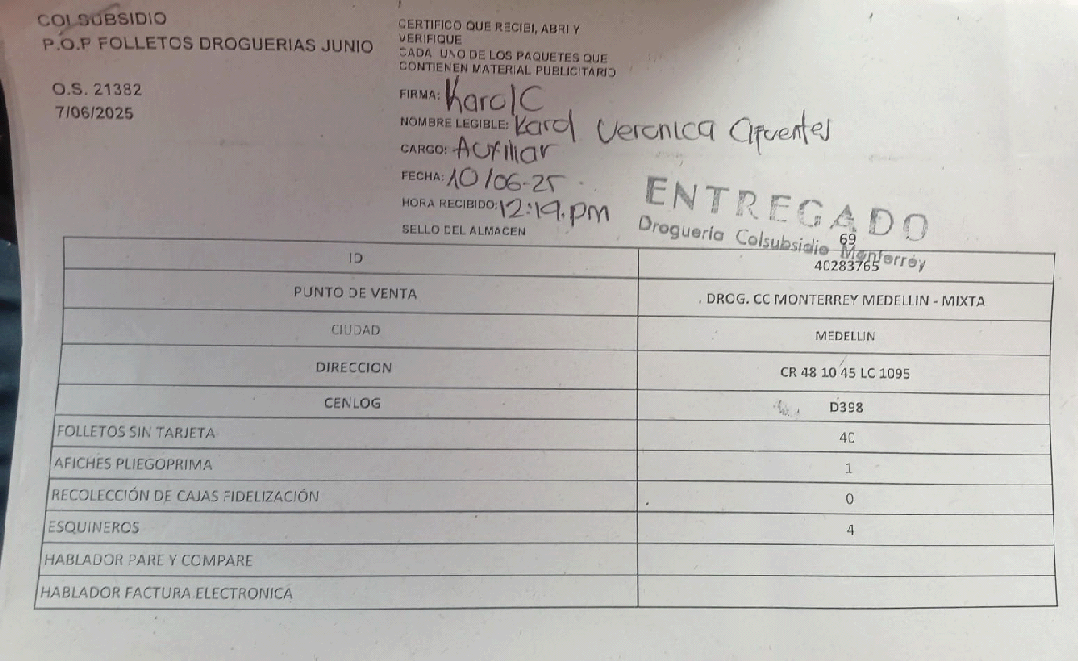 COLSUBSIDIO
P.O.P FOLLETOS DROGUERIAS JUNIO
O.S. 21382
7/06/2025
CERTIFICO QUE RECIBI, ABRI Y
VERIFIQUE
CADA UNO DE LOS PAQUETES QUE
CONTIENEN MATERIAL PUBLICITARIO
FIRMA: Karol C
NOMBRE LEGIBLE: Karol Veronica Cifuentes
CARGO: Auxiliar
FECHA: 10/06-25
HORA RECIBIDO: 12:19.pm
SELLO DEL ALMACEN
ENTREGADO
Droguería Colsubsidio Monterrey
69
ID 40283765
PUNTO DE VENTA . DROG. CC MONTERREY MEDELLIN - MIXTA
CIUDAD MEDELLIN
DIRECCION CR 48 10 45 LC 1095
CENLOG D398
FOLLETOS SIN TARJETA 40
AFICHES PLIEGOPRIMA 1
RECOLECCIÓN DE CAJAS FIDELIZACIÓN 0
ESQUINEROS 4
HABLADOR PARE Y COMPARE
HABLADOR FACTURA ELECTRONICA